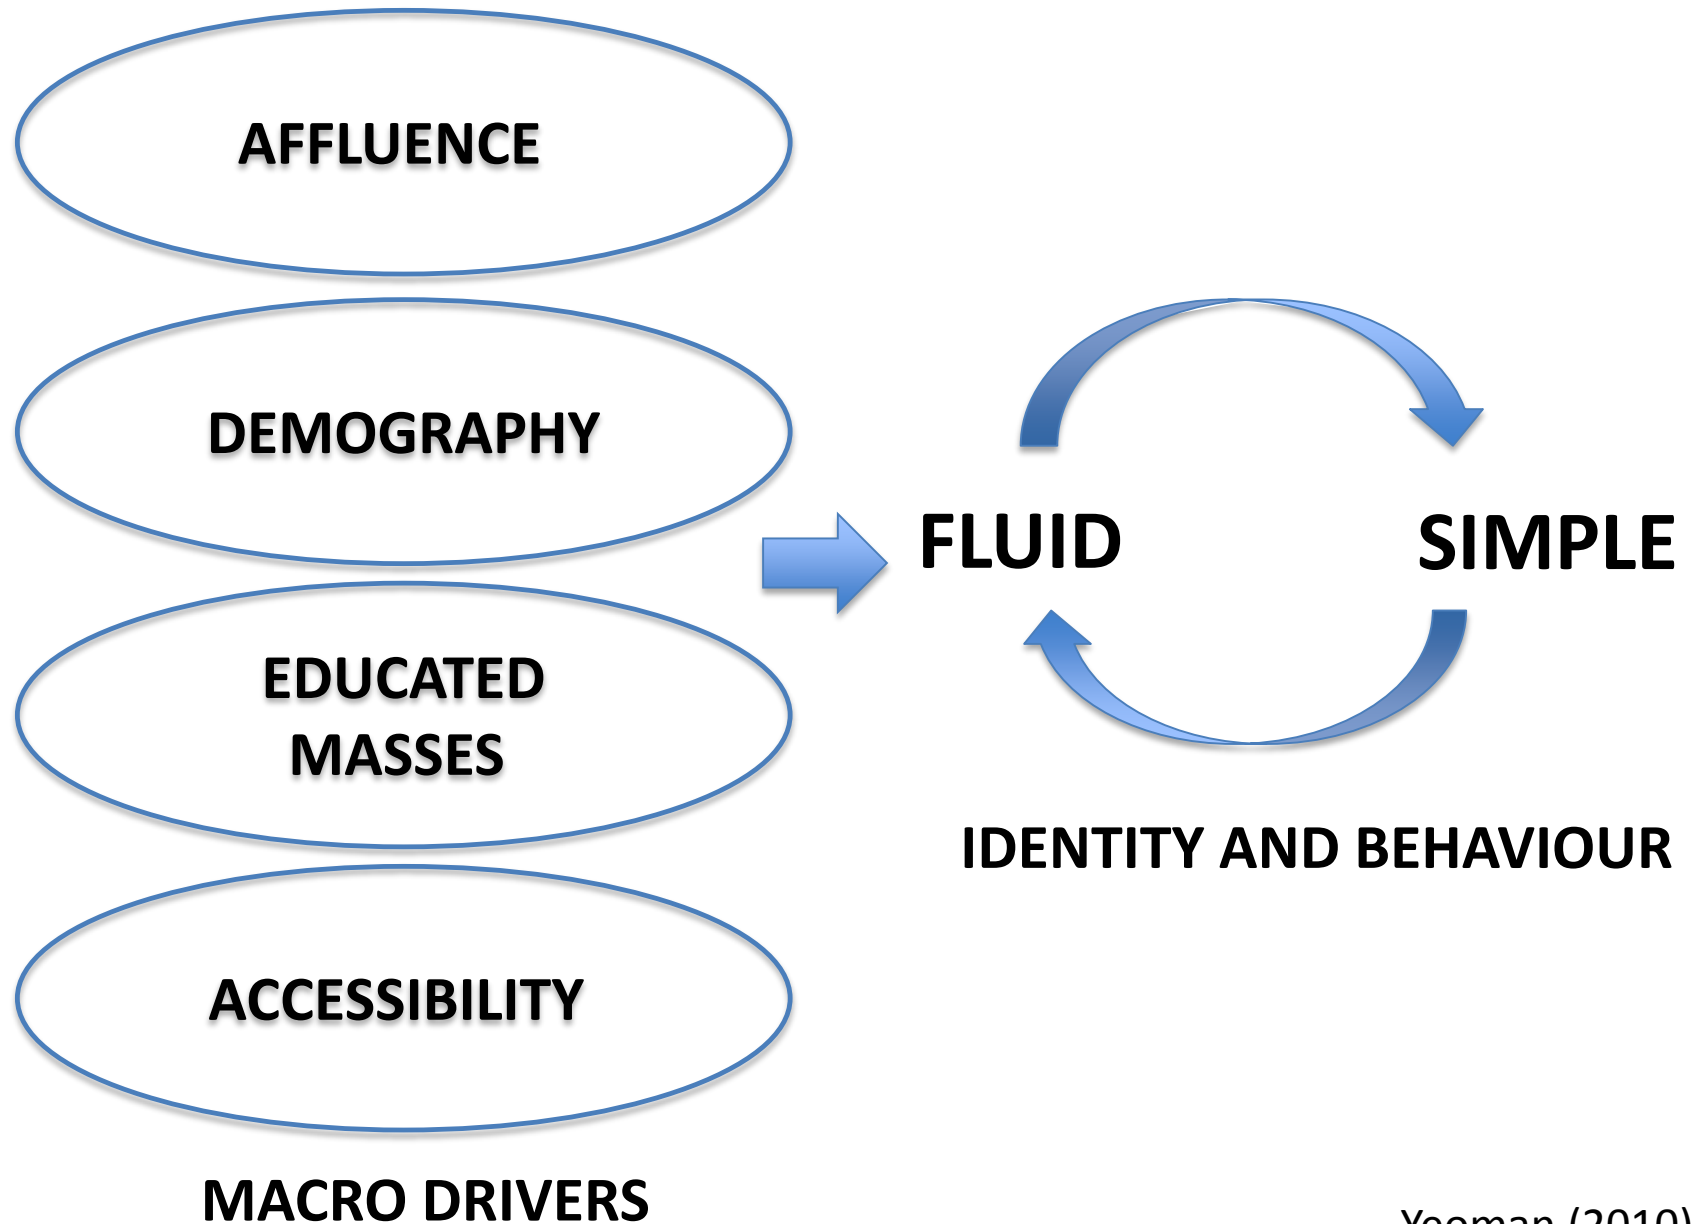 AFFLUENCE
DEMOGRAPHY
EDUCATED
MASSES
ACCESSIBILITY
MACRO DRIVERS
FLUID
SIMPLE
IDENTITY AND BEHAVIOUR
Yeoman (2010)